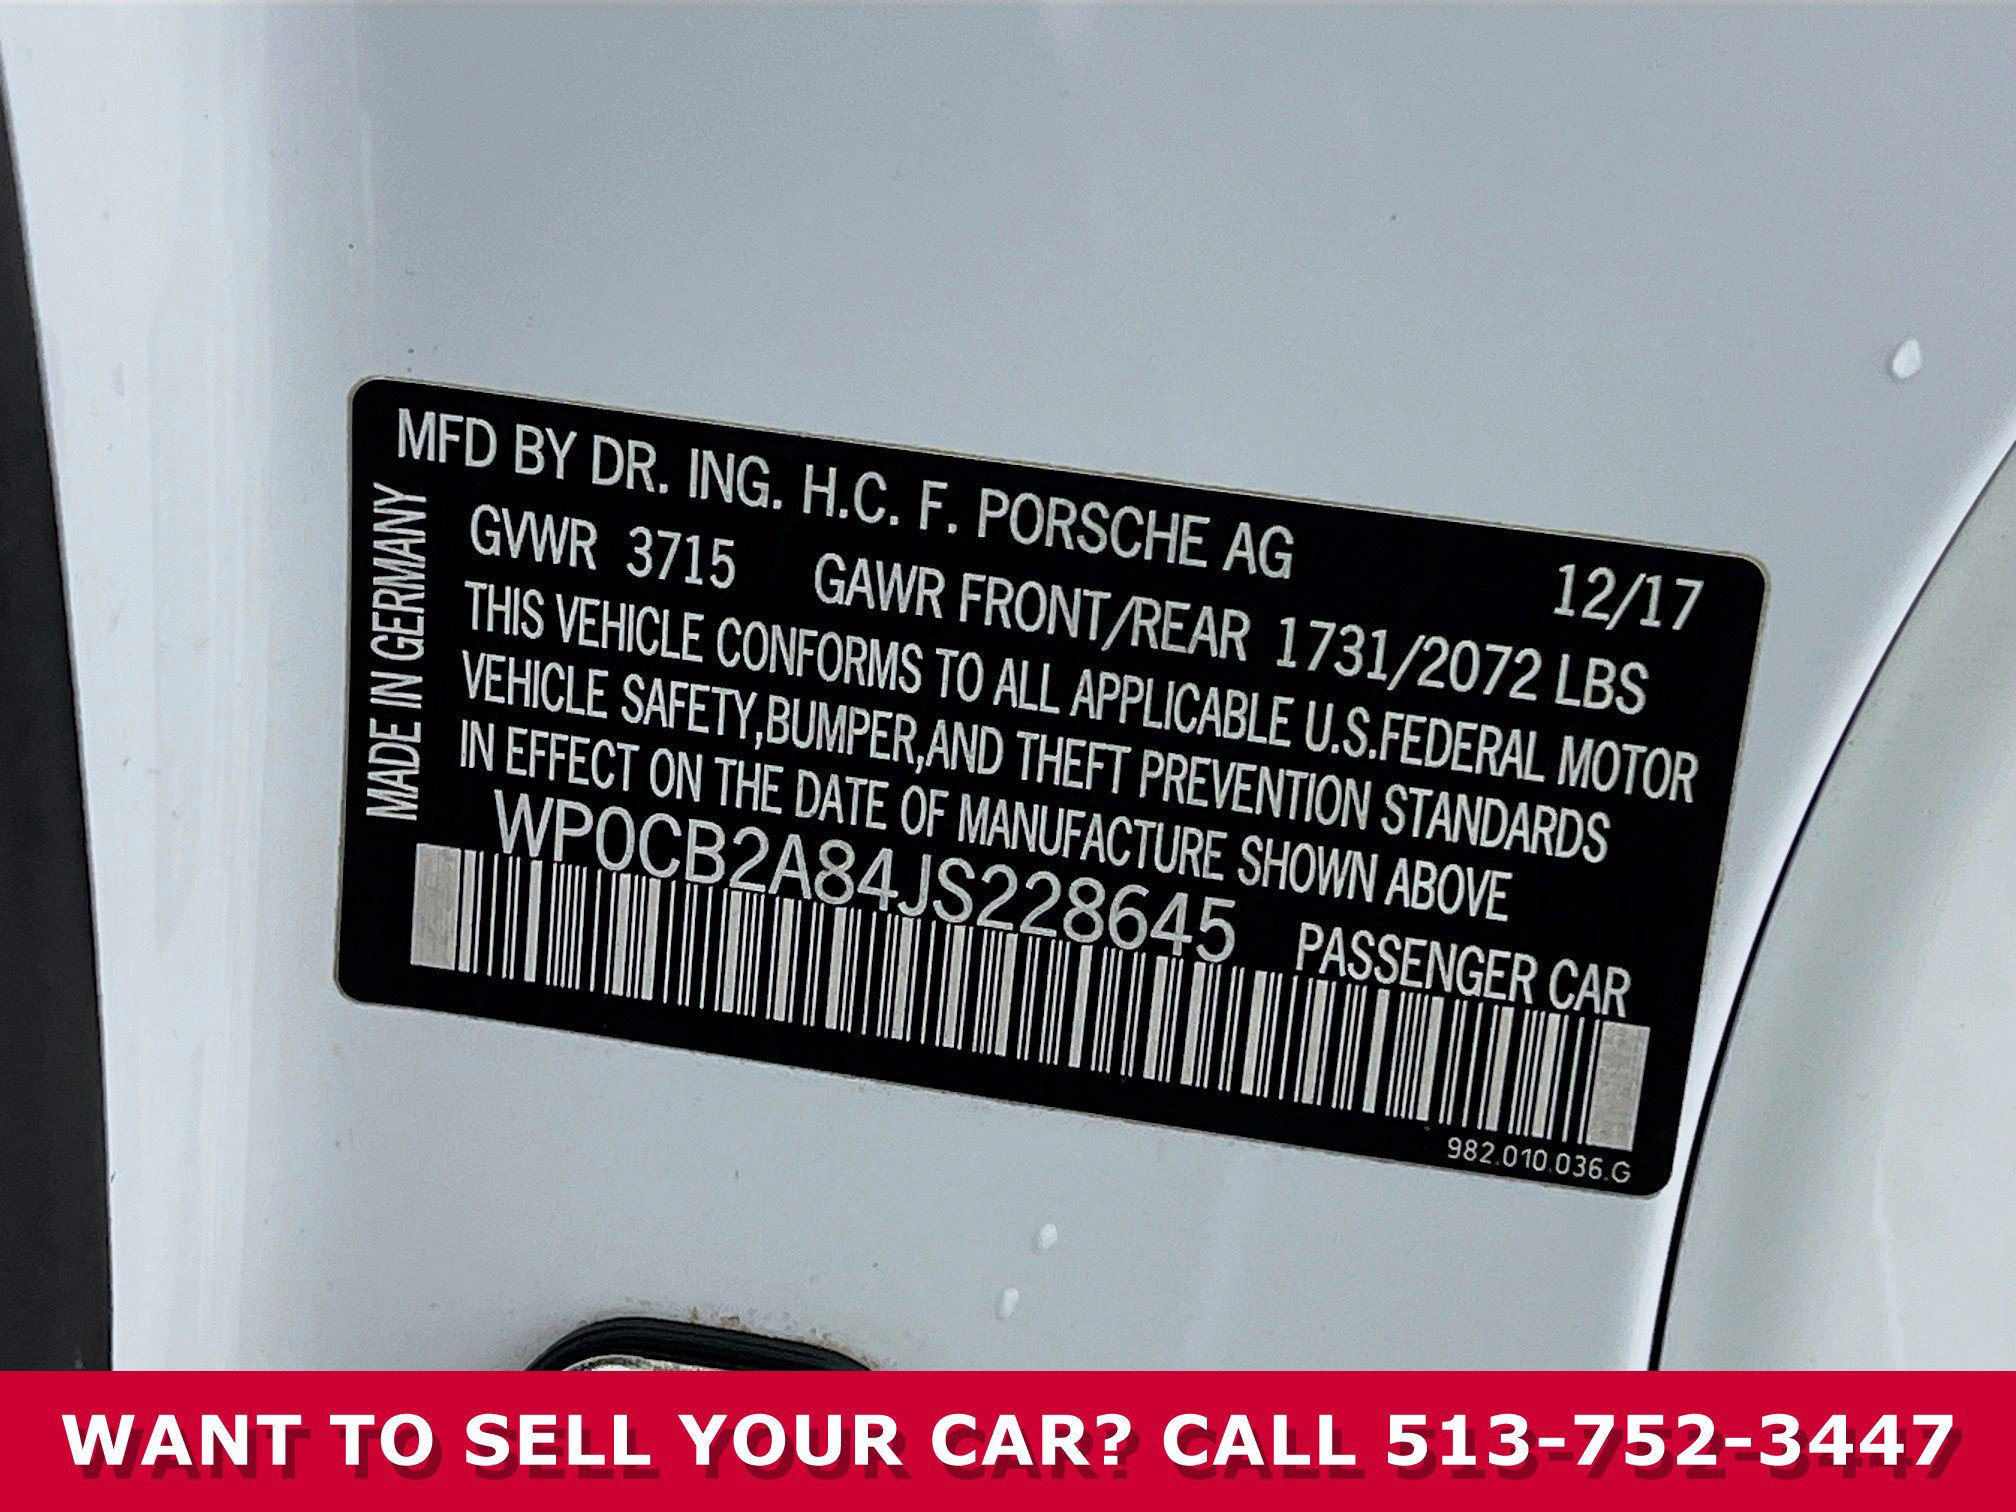 MFD BY DR. ING. H.C. F. PORSCHE AG 12/17
GVWR 3715 GAWR FRONT/REAR 1731/2072 LBS
THIS VEHICLE CONFORMS TO ALL APPLICABLE U.S.FEDERAL MOTOR
VEHICLE SAFETY,BUMPER,AND THEFT PREVENTION STANDARDS
IN EFFECT ON THE DATE OF MANUFACTURE SHOWN ABOVE
WP0CB2A84JS228645 PASSENGER CAR
MADE IN GERMANY
982.010.036.G
WANT TO SELL YOUR CAR? CALL 513-752-3447